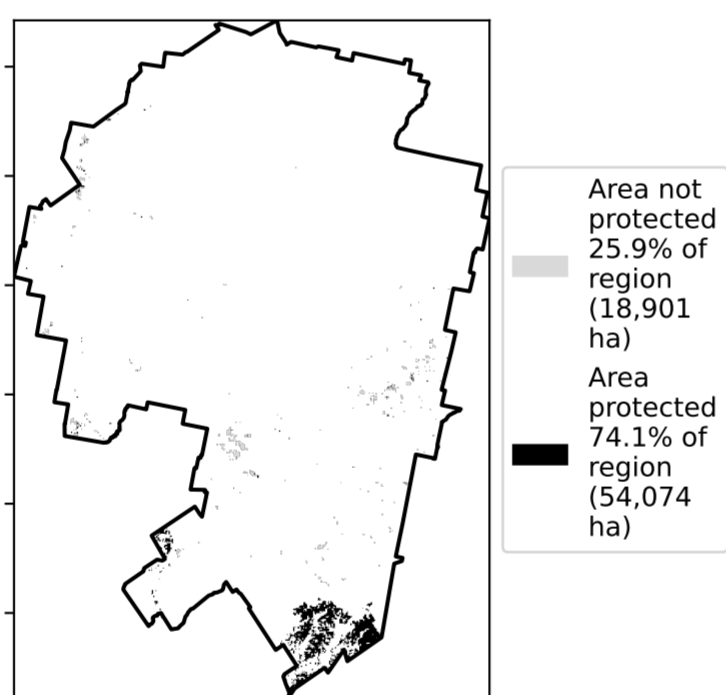 Area not
protected
25.9% of
region
(18,901
ha)
Area
protected
74.1% of
region
(54,074
ha)